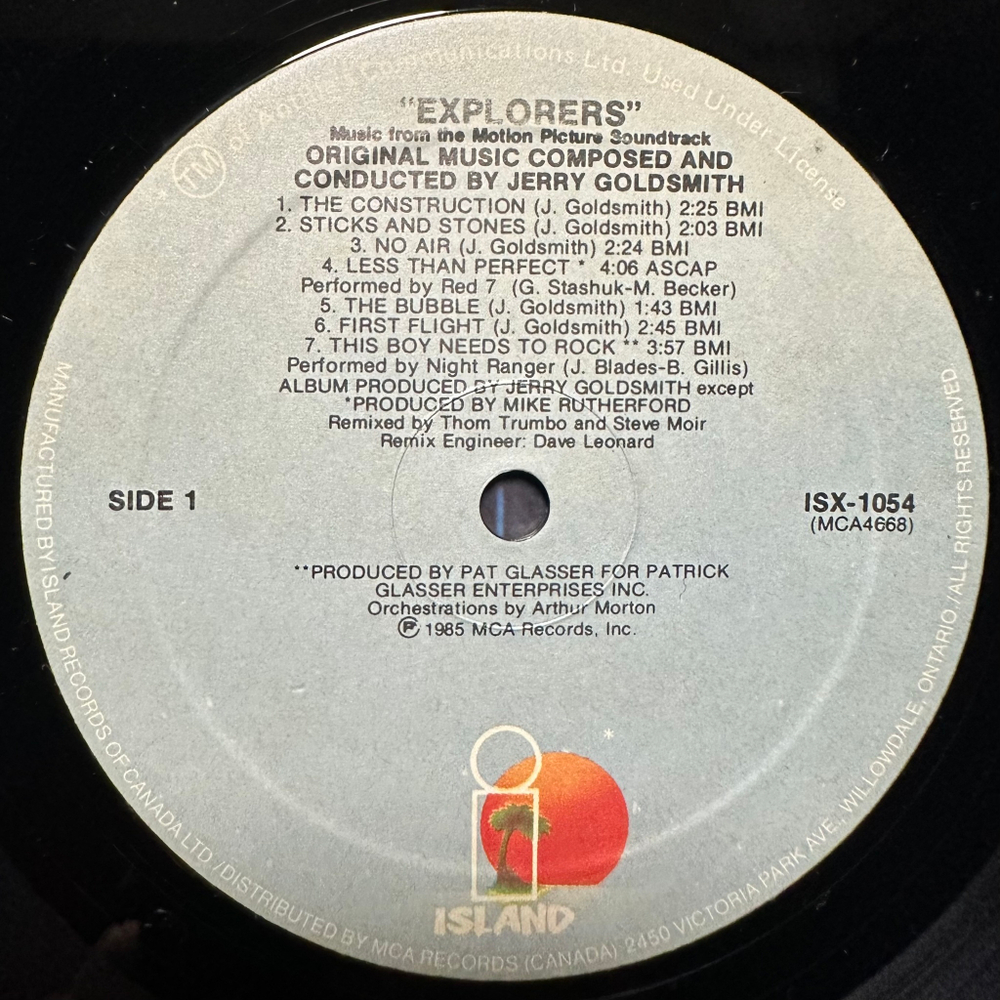 TM of Antilles Communications Ltd. Used Under License
"EXPLORERS"
Music from the Motion Picture Soundtrack
ORIGINAL MUSIC COMPOSED AND
CONDUCTED BY JERRY GOLDSMITH
1. THE CONSTRUCTION (J. Goldsmith) 2:25 BMI
2. STICKS AND STONES (J. Goldsmith) 2:03 BMI
3. NO AIR (J. Goldsmith) 2:24 BMI
4. LESS THAN PERFECT * 4:06 ASCAP
Performed by Red 7 (G. Stashuk-M. Becker)
5. THE BUBBLE (J. Goldsmith) 1:43 BMI
6. FIRST FLIGHT (J. Goldsmith) 2:45 BMI
7. THIS BOY NEEDS TO ROCK ** 3:57 BMI
Performed by Night Ranger (J. Blades-B. Gillis)
ALBUM PRODUCED BY JERRY GOLDSMITH except
*PRODUCED BY MIKE RUTHERFORD
Remixed by Thom Trumbo and Steve Moir
Remix Engineer: Dave Leonard
SIDE 1
ISX-1054
(MCA4668)
**PRODUCED BY PAT GLASSER FOR PATRICK
GLASSER ENTERPRISES INC.
Orchestrations by Arthur Morton
℗ 1985 MCA Records, Inc.
*
ISLAND
MANUFACTURED BY ISLAND RECORDS OF CANADA LTD./DISTRIBUTED BY MCA RECORDS (CANADA) 2450 VICTORIA PARK AVE., WILLOWDALE, ONTARIO./ALL RIGHTS RESERVED.